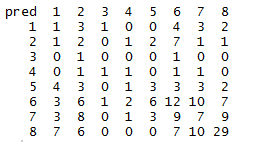 pred 1 2 3 4 5 6 7 8
1 1 3 1 0 0 4 3 2
2 1 2 0 1 2 7 1 1
3 0 1 0 0 0 1 0 0
4 0 1 1 1 0 1 1 0
5 4 3 0 1 3 3 3 2
6 3 6 1 2 6 12 10 7
7 3 8 0 1 3 9 7 9
8 7 6 0 0 0 7 10 29